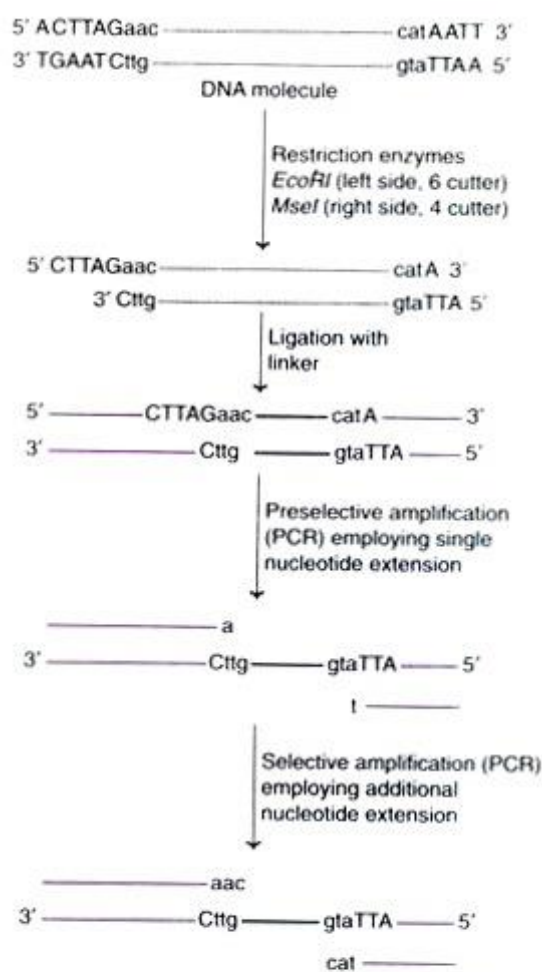 5′ ACTTAGaac catAATT 3′
3′ TGAATCttg gtaTTAA 5′
DNA molecule
Restriction enzymes
EcoRI (left side, 6 cutter)
MseI (right side, 4 cutter)
5′ CTTAGaac catA 3′
3′ Cttg gtaTTA 5′
Ligation with
linker
5′ CTTAGaac catA 3′
3′ Cttg gtaTTA 5′
Preselective amplification
(PCR) employing single
nucleotide extension
a
3′ Cttg gtaTTA 5′
t
Selective amplification (PCR)
employing additional
nucleotide extension
aac
3′ Cttg gtaTTA 5′
cat